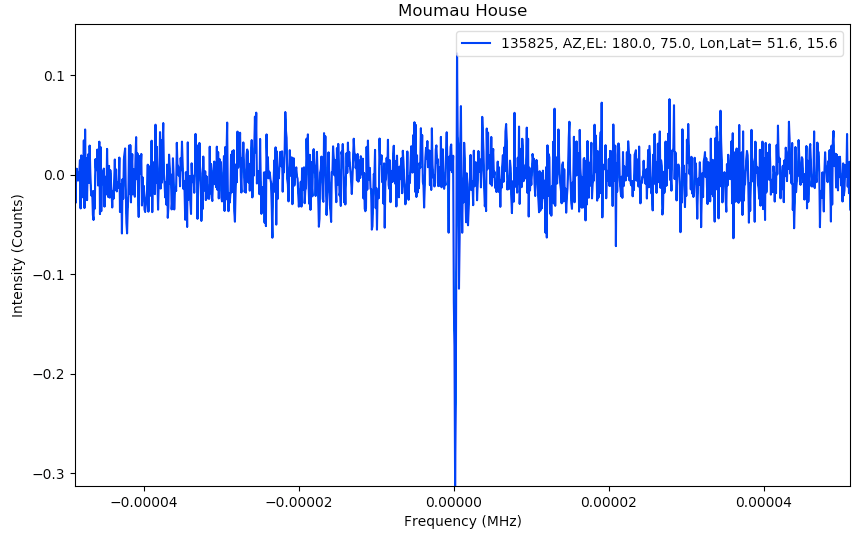 Moumau House
135825, AZ,EL: 180.0, 75.0, Lon,Lat= 51.6, 15.6
0.1
0.0
−0.1
−0.2
−0.3
Intensity (Counts)
−0.00004
−0.00002
0.00000
0.00002
0.00004
Frequency (MHz)